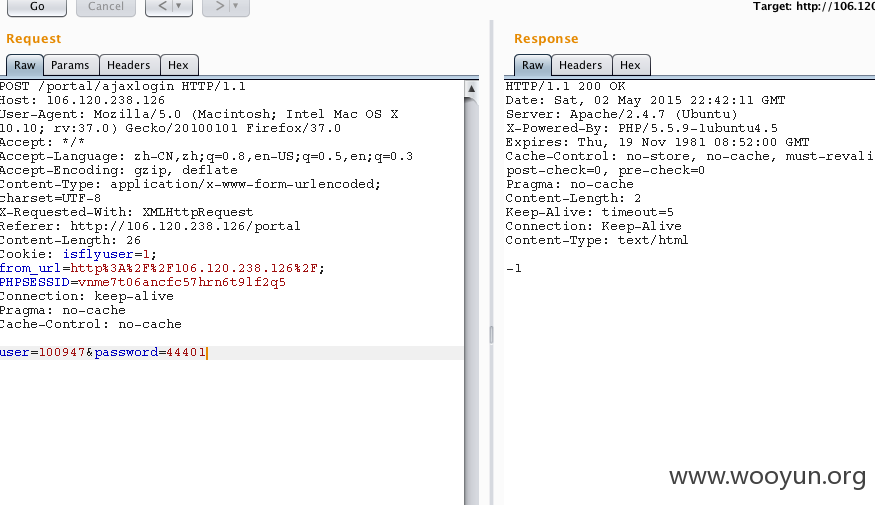 Go Cancel < > Target: http://106.120
Request
Raw Params Headers Hex
POST /portal/ajaxlogin HTTP/1.1
Host: 106.120.238.126
User-Agent: Mozilla/5.0 (Macintosh; Intel Mac OS X
10.10; rv:37.0) Gecko/20100101 Firefox/37.0
Accept: */*
Accept-Language: zh-CN,zh;q=0.8,en-US;q=0.5,en;q=0.3
Accept-Encoding: gzip, deflate
Content-Type: application/x-www-form-urlencoded;
charset=UTF-8
X-Requested-With: XMLHttpRequest
Referer: http://106.120.238.126/portal
Content-Length: 26
Cookie: isflyuser=1;
from_url=http%3A%2F%2F106.120.238.126%2F;
PHPSESSID=vnme7t06ancfc57hrn6t9lf2q5
Connection: keep-alive
Pragma: no-cache
Cache-Control: no-cache
user=100947&password=44401
Response
Raw Headers Hex
HTTP/1.1 200 OK
Date: Sat, 02 May 2015 22:42:11 GMT
Server: Apache/2.4.7 (Ubuntu)
X-Powered-By: PHP/5.5.9-1ubuntu4.5
Expires: Thu, 19 Nov 1981 08:52:00 GMT
Cache-Control: no-store, no-cache, must-revali
post-check=0, pre-check=0
Pragma: no-cache
Content-Length: 2
Keep-Alive: timeout=5
Connection: Keep-Alive
Content-Type: text/html
-1
www.wooyun.org